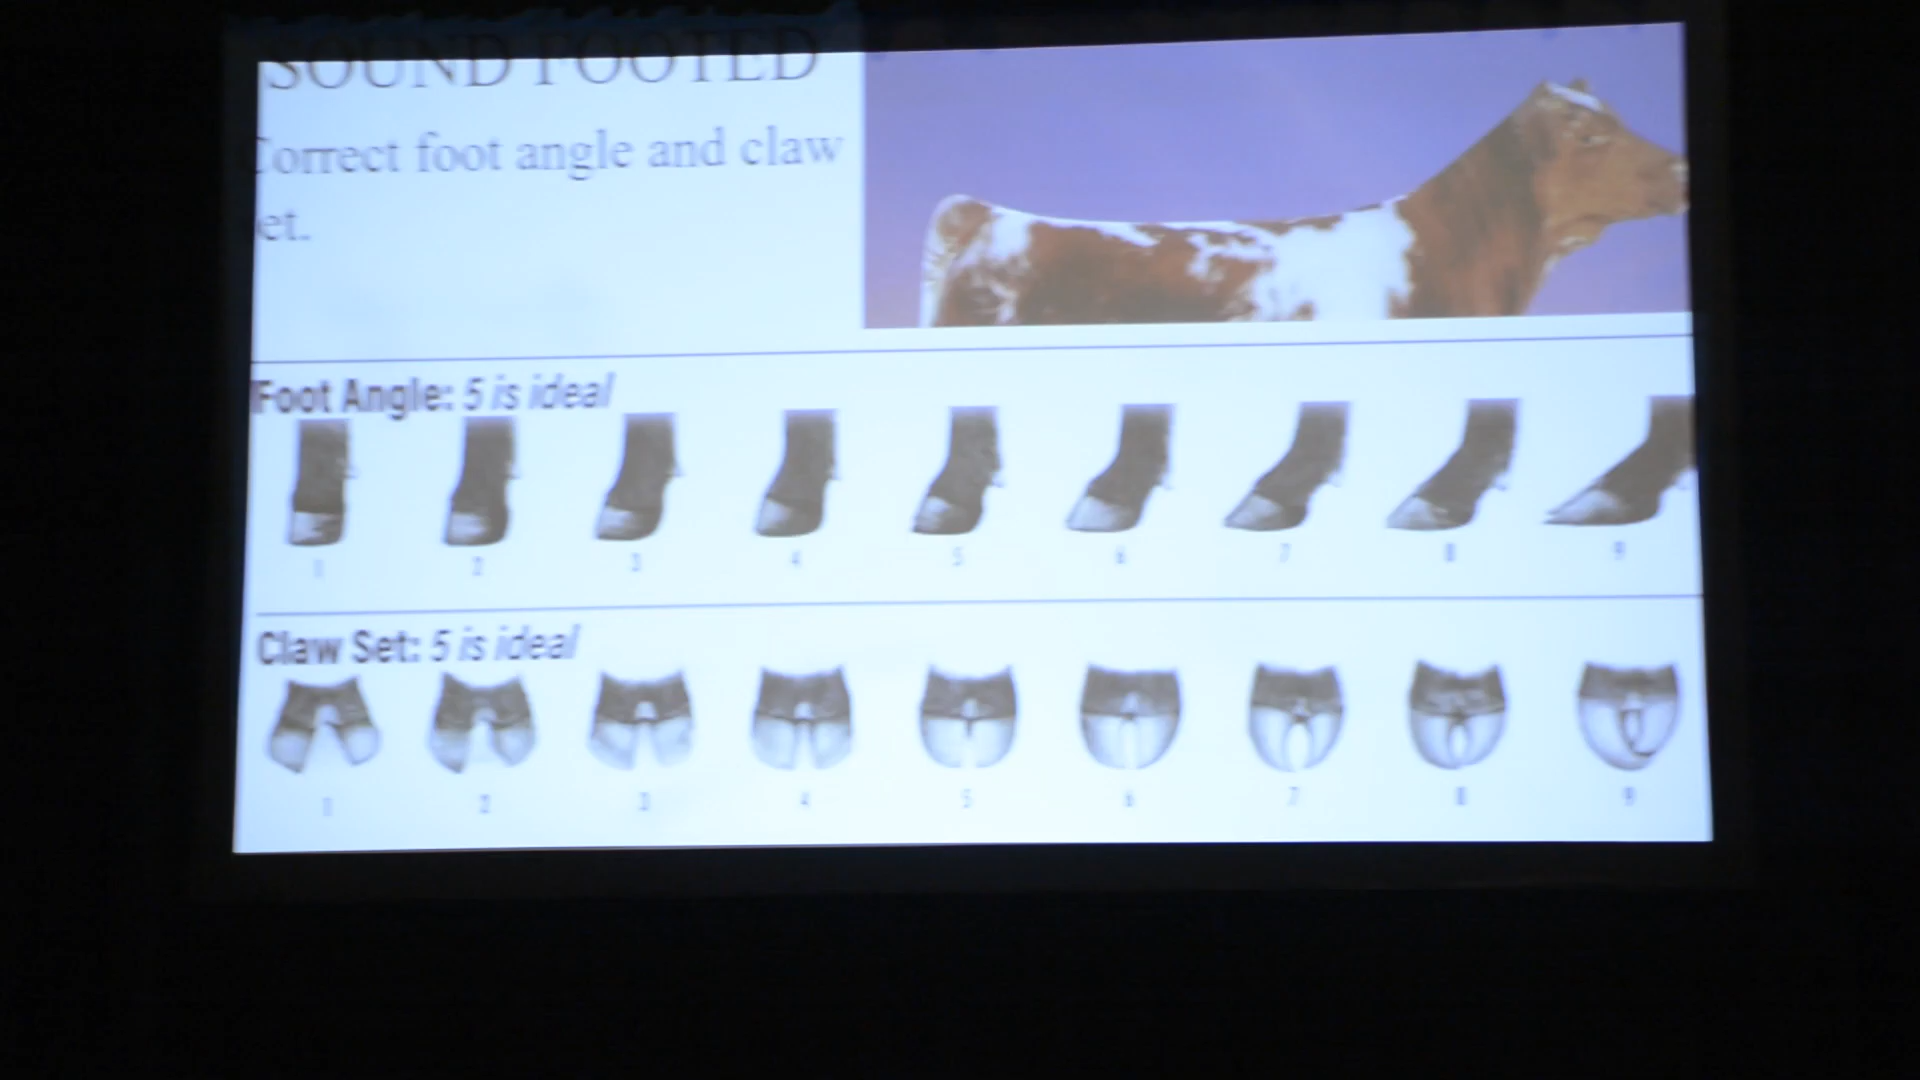 SOUND FOOTED
Correct foot angle and claw
et.
Foot Angle: 5 is ideal
1 2 3 4 5 6 7 8 9
Claw Set: 5 is ideal
1 2 3 4 5 6 7 8 9